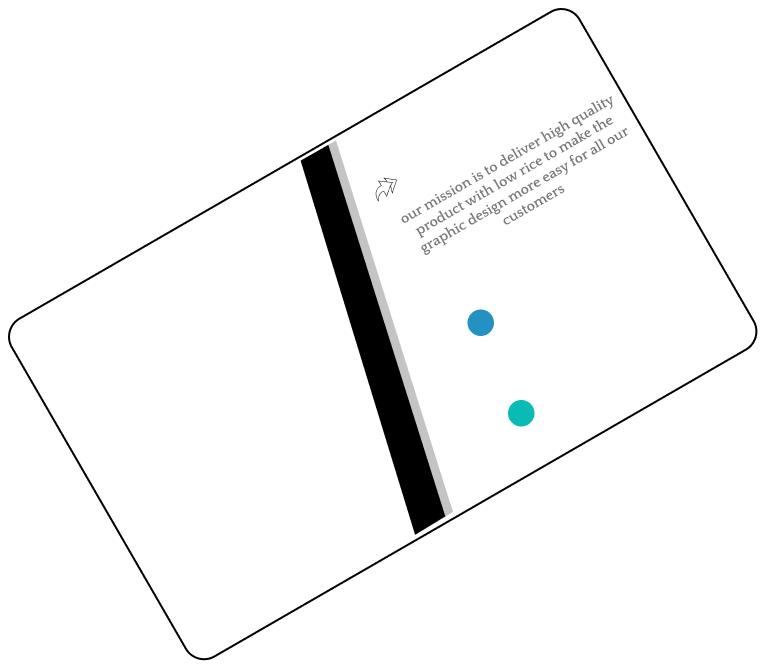 our mission is to deliver high quality
product with low rice to make the
graphic design more easy for all our
customers